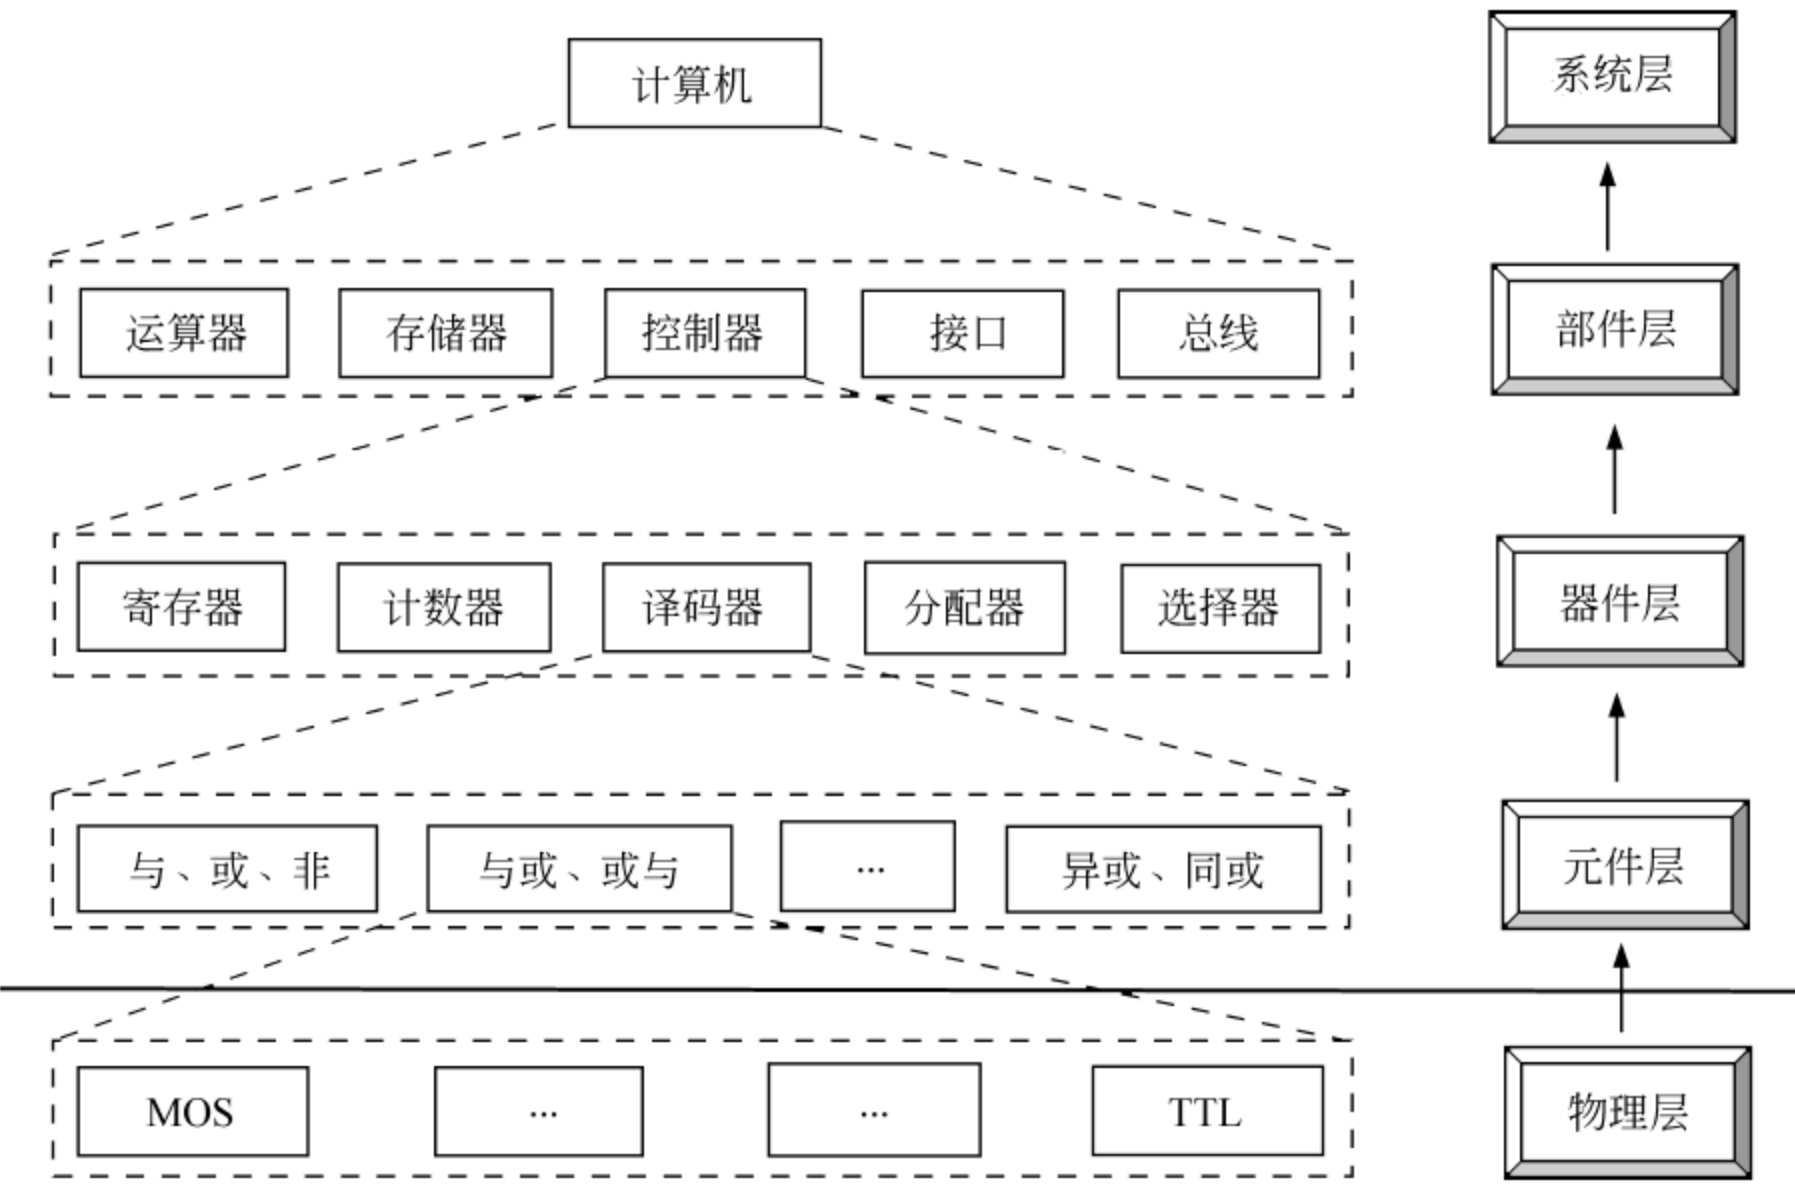 计算机
系统层
运算器
存储器
控制器
接口
总线
部件层
寄存器
计数器
译码器
分配器
选择器
器件层
与、或、非
与或、或与
...
异或、同或
元件层
MOS
...
...
TTL
物理层